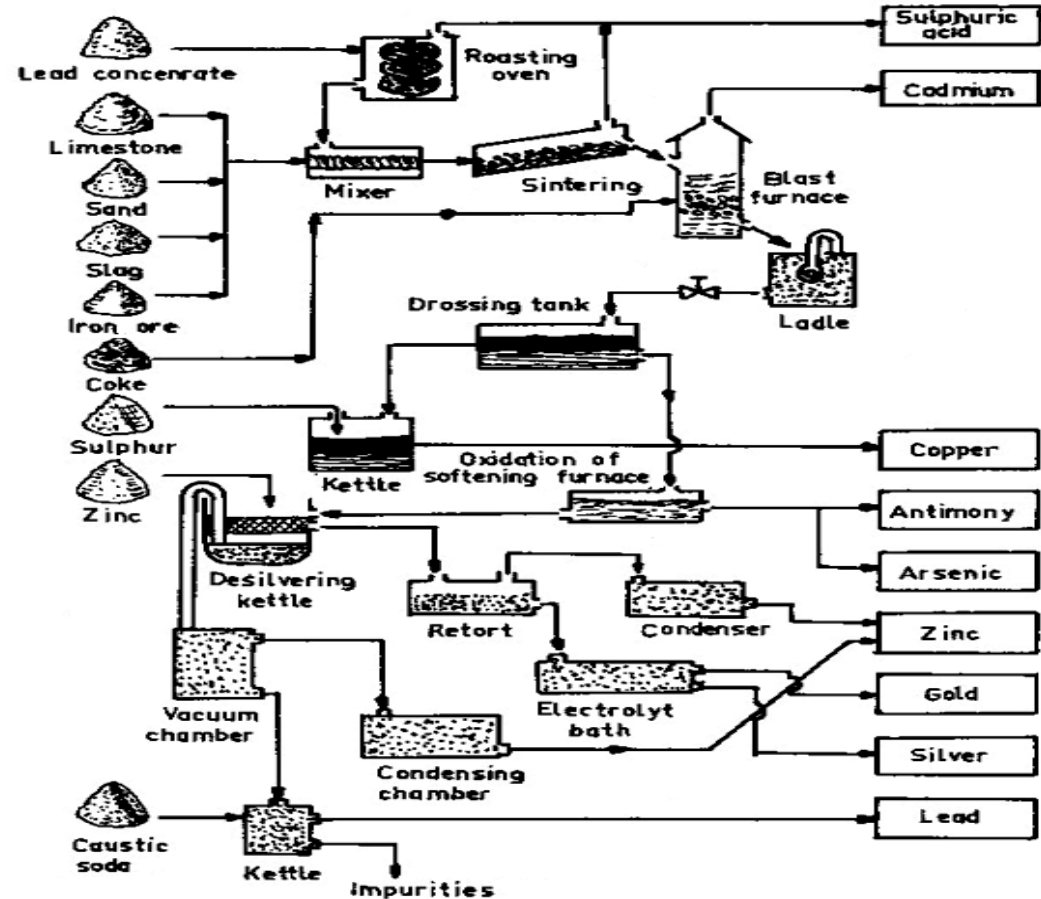 Sulphuric
acid
Roasting
oven
Lead concenrate
Cadmium
Limestone
Mixer
Sintering
Blast
furnace
Sand
Slag
Drossing tank
Ladle
Iron ore
Coke
Sulphur
Kettle
Oxidation of
softening furnace
Copper
Zinc
Antimony
Desilvering
kettle
Arsenic
Retort
Condenser
Zinc
Vacuum
chamber
Electrolyt
bath
Gold
Condensing
chamber
Silver
Caustic
soda
Kettle
Lead
Impurities